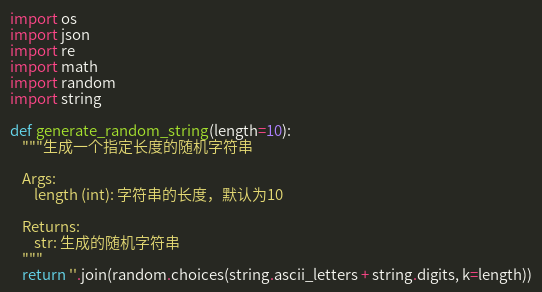 import os
import json
import re
import math
import random
import string

def generate_random_string(length=10):
    """生成一个指定长度的随机字符串

    Args:
        length (int): 字符串的长度，默认为10

    Returns:
        str: 生成的随机字符串
    """
    return ''.join(random.choices(string.ascii_letters + string.digits, k=length))